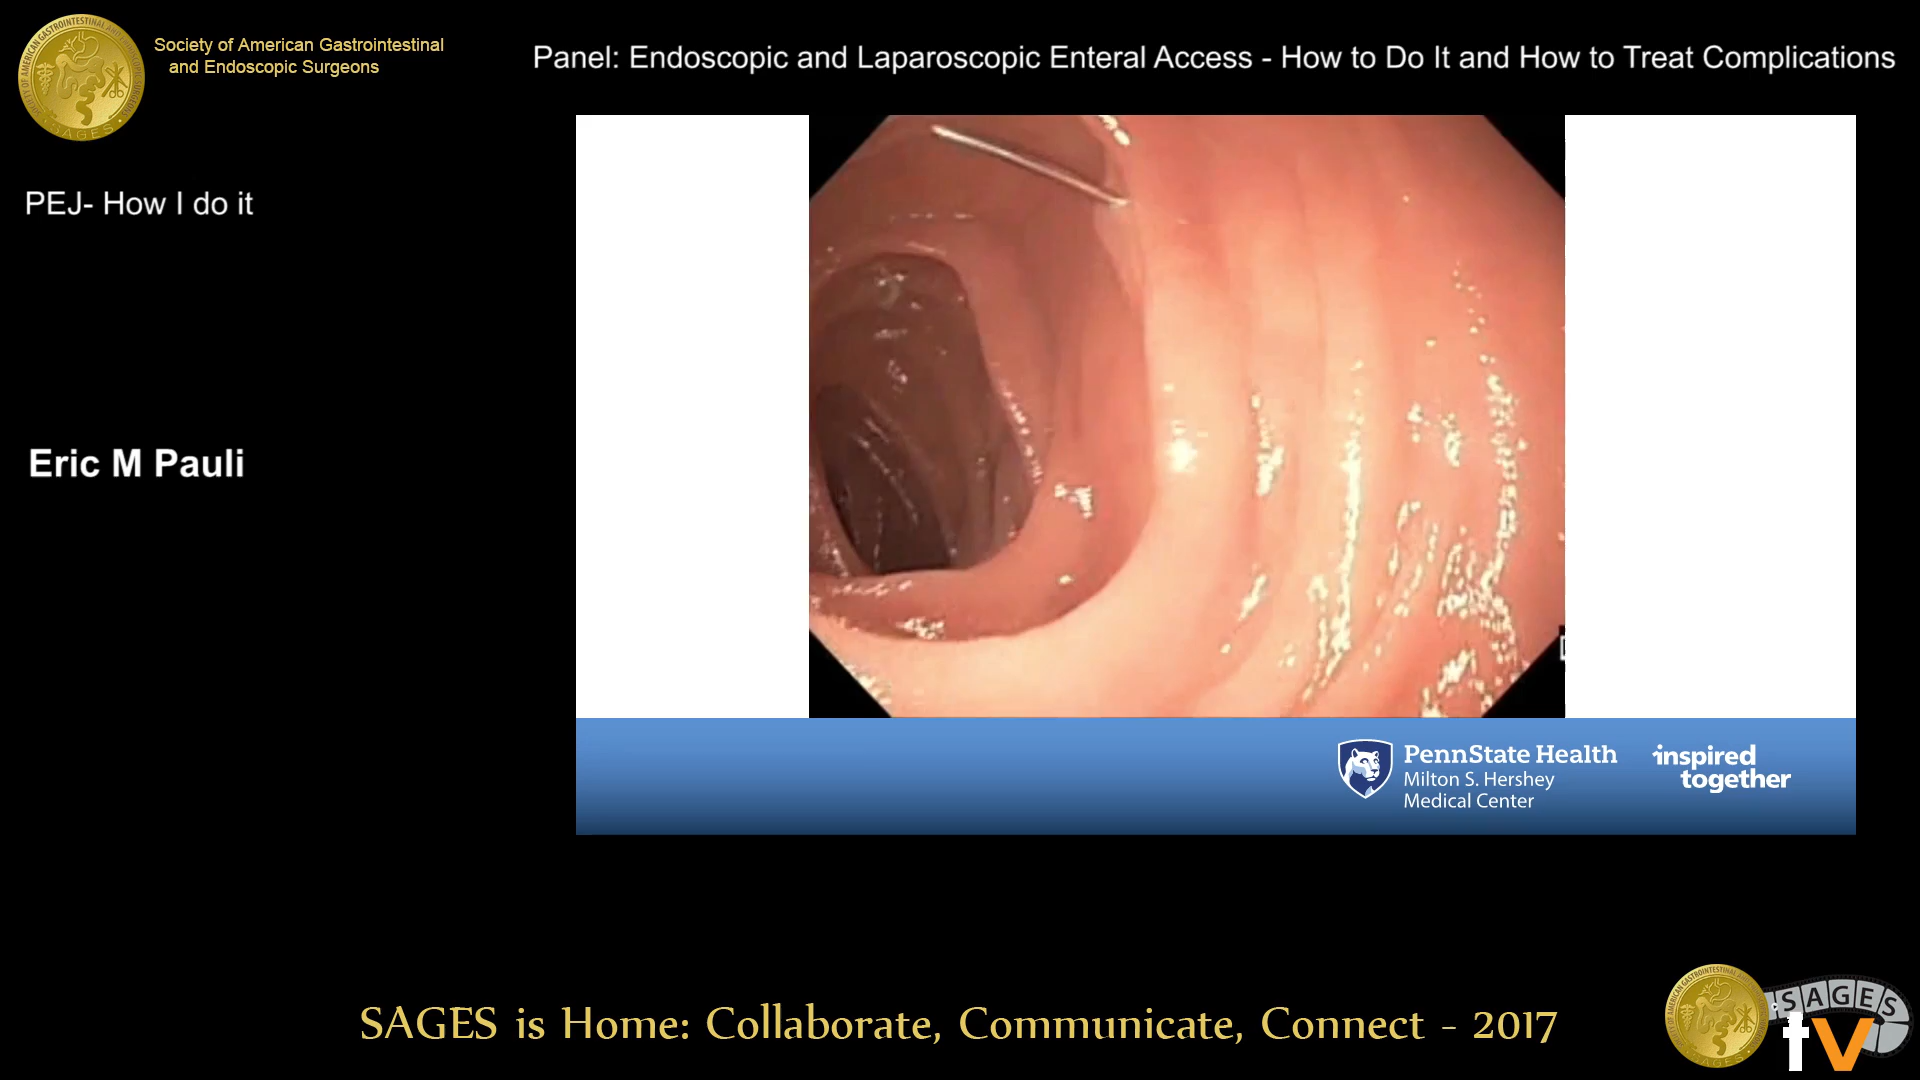 Society of American Gastrointestinal
and Endoscopic Surgeons
Panel: Endoscopic and Laparoscopic Enteral Access - How to Do It and How to Treat Complications
PEJ- How I do it
Eric M Pauli
PennState Health
Milton S. Hershey
Medical Center
inspired
together
SAGES is Home: Collaborate, Communicate, Connect - 2017
SAGES
tv